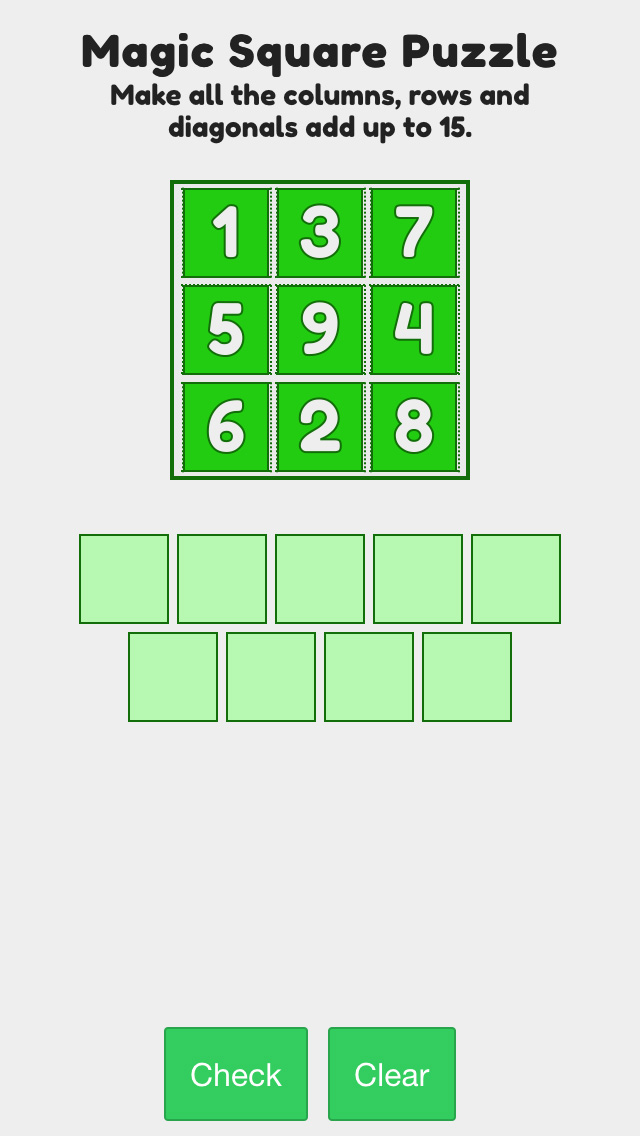 Magic Square Puzzle
Make all the columns, rows and
diagonals add up to 15.
1 3 7
5 9 4
6 2 8
Check Clear